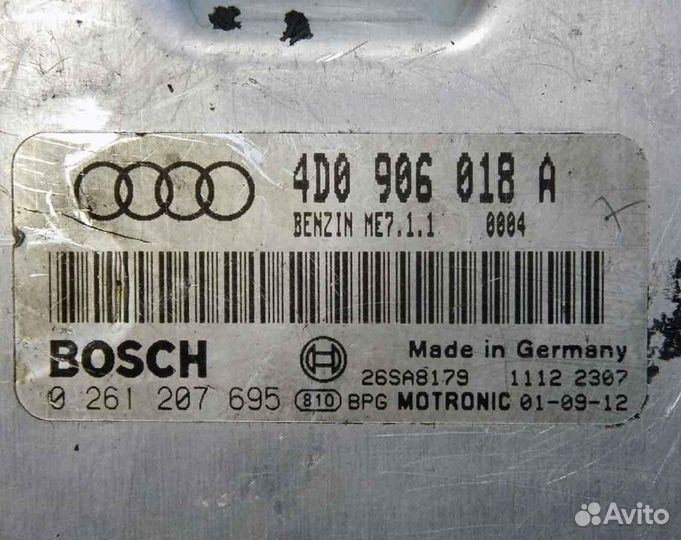 4D0 906 018 A
BENZIN ME7.1.1 0004
BOSCH
Made in Germany
26SA8179 1112 2307
0 261 207 695 810 BPG MOTRONIC 01-09-12
Avito